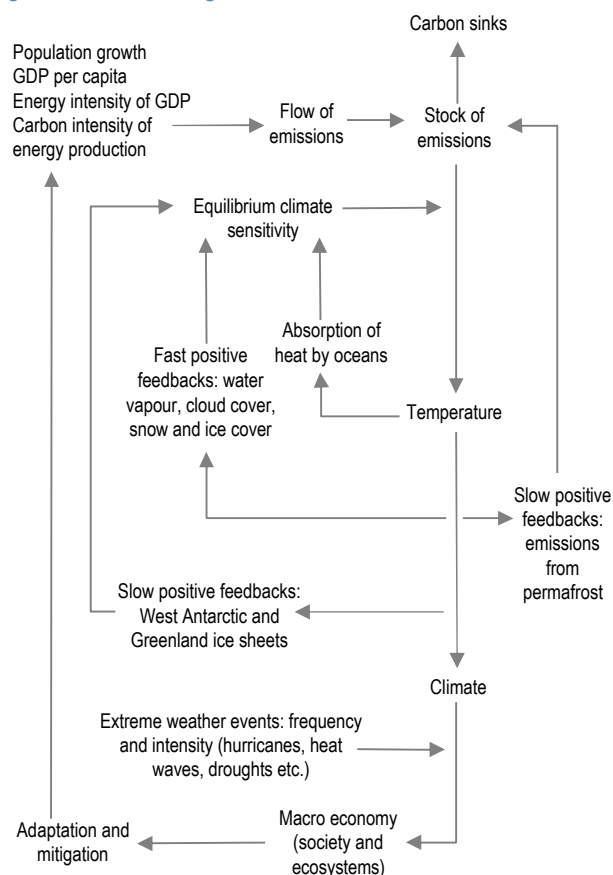 Carbon sinks
Population growth
GDP per capita
Energy intensity of GDP
Carbon intensity of
energy production
Flow of
emissions
Stock of
emissions
Equilibrium climate
sensitivity
Absorption of
heat by oceans
Fast positive
feedbacks: water
vapour, cloud cover,
snow and ice cover
Temperature
Slow positive
feedbacks:
emissions
from
permafrost
Slow positive feedbacks:
West Antarctic and
Greenland ice sheets
Climate
Extreme weather events: frequency
and intensity (hurricanes, heat
waves, droughts etc.)
Macro economy
(society and
ecosystems)
Adaptation and
mitigation